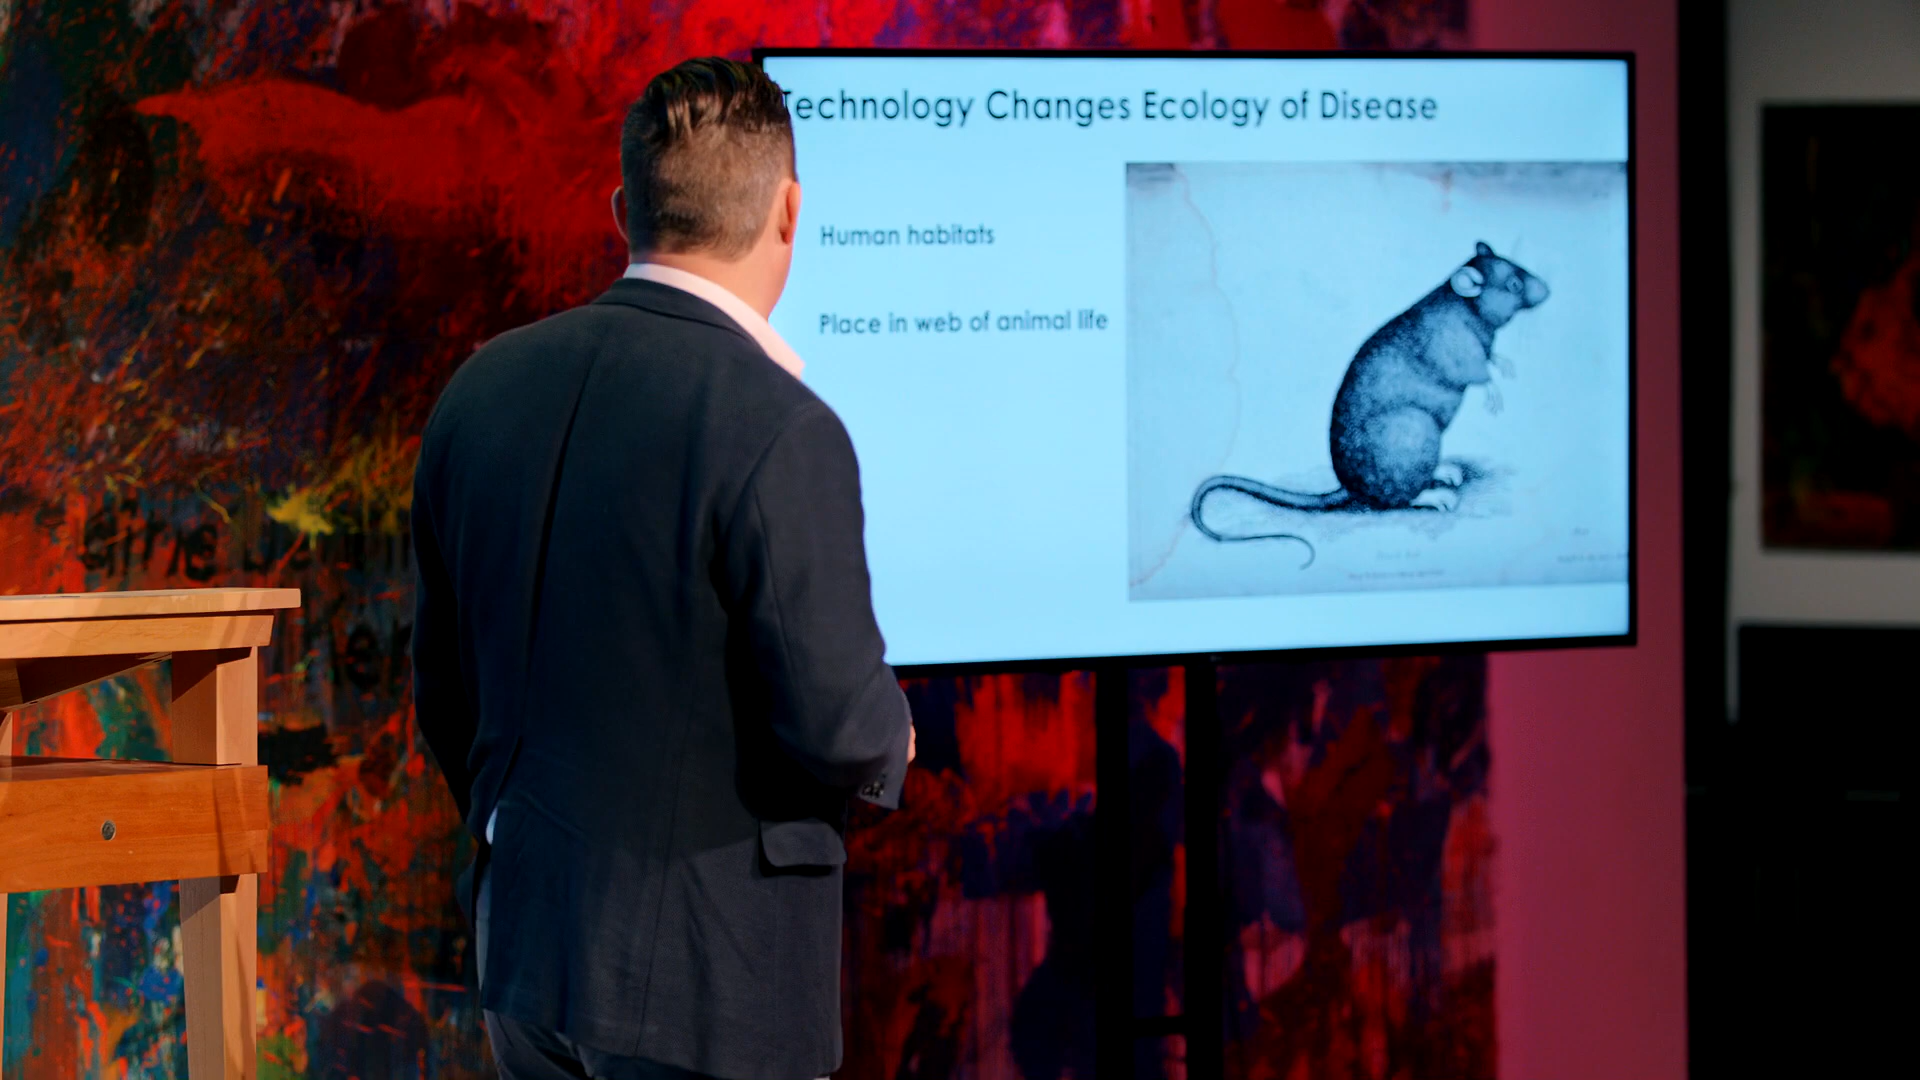 Technology Changes Ecology of Disease
Human habitats
Place in web of animal life